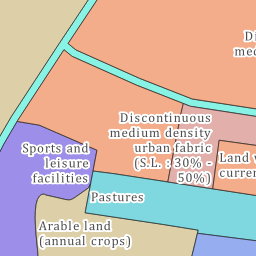 Di
med
Discontinuous
medium density
urban fabric
(S.L. : 30% -
50%)
Land
curren
Sports and
leisure
facilities
Pastures
Arable land
(annual crops)